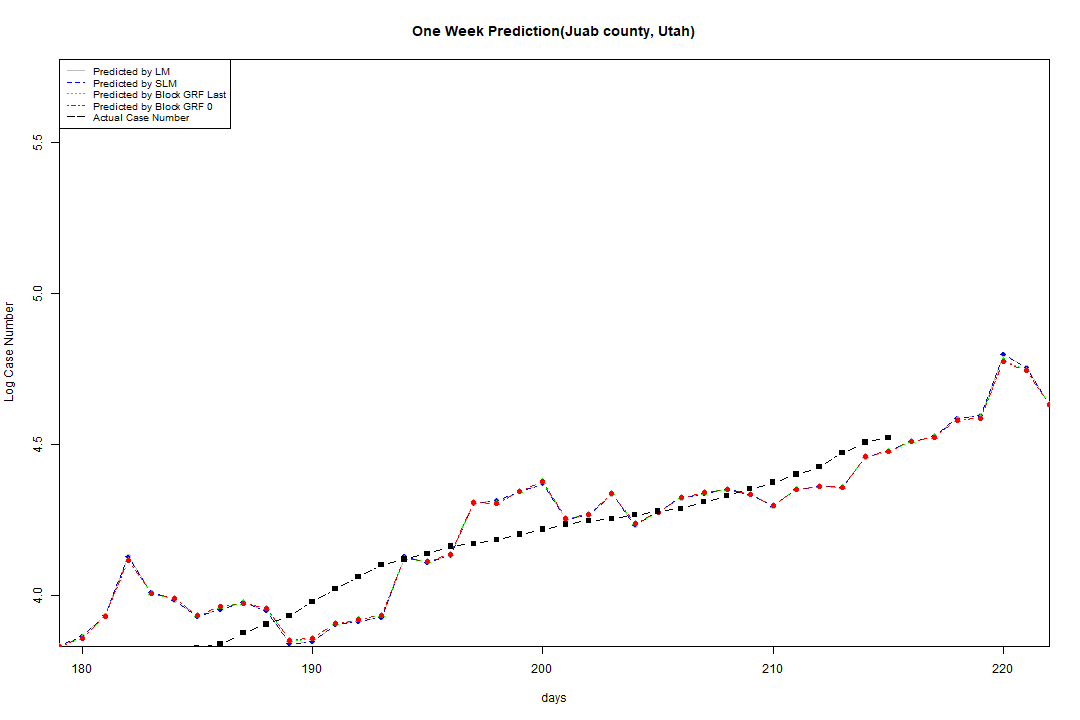 One Week Prediction(Juab county, Utah)
Predicted by LM
Predicted by SLM
Predicted by Block GRF Last
Predicted by Block GRF 0
Actual Case Number
5.5
5.0
4.5
4.0
Log Case Number
180 190 200 210 220
days